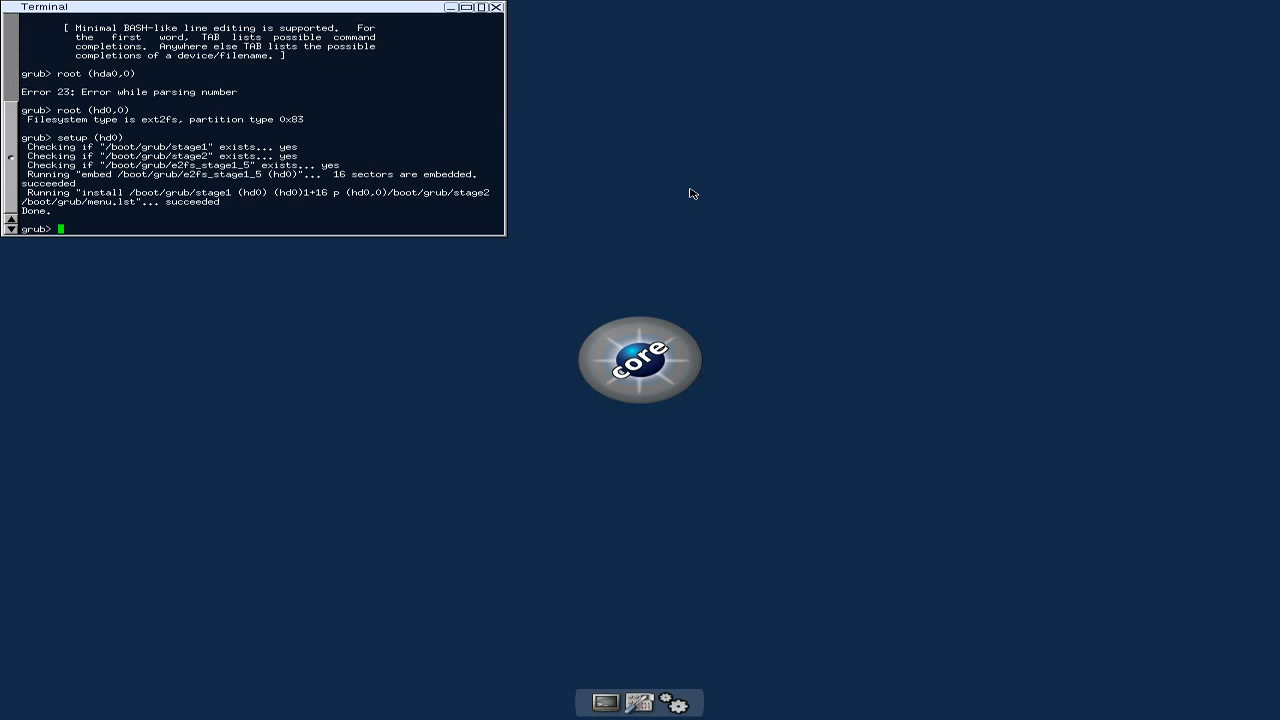 Terminal
[ Minimal BASH-like line editing is supported. For
the first word, TAB lists possible command
completions. Anywhere else TAB lists the possible
completions of a device/filename. ]
grub> root (hda0,0)
Error 23: Error while parsing number
grub> root (hd0,0)
Filesystem type is ext2fs, partition type 0x83
grub> setup (hd0)
Checking if "/boot/grub/stage1" exists... yes
Checking if "/boot/grub/stage2" exists... yes
Checking if "/boot/grub/e2fs_stage1_5" exists... yes
Running "embed /boot/grub/e2fs_stage1_5 (hd0)"... 16 sectors are embedded.
succeeded
Running "install /boot/grub/stage1 (hd0) (hd0)1+16 p (hd0,0)/boot/grub/stage2
/boot/grub/menu.lst"... succeeded
Done.
grub>
core